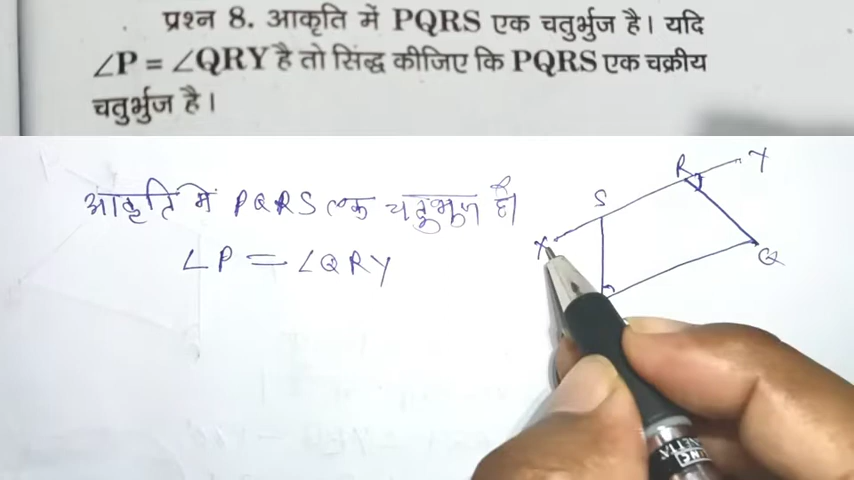 प्रश्न 8. आकृति में PQRS एक चतुर्भुज है। यदि
∠P = ∠QRY है तो सिंद्ध कीजिए कि PQRS एक चक्रीय
चतुर्भुज है।
आकृति में PQRS एक चतुर्भुज है।
∠P = ∠QRY
R Y
S
X
Q